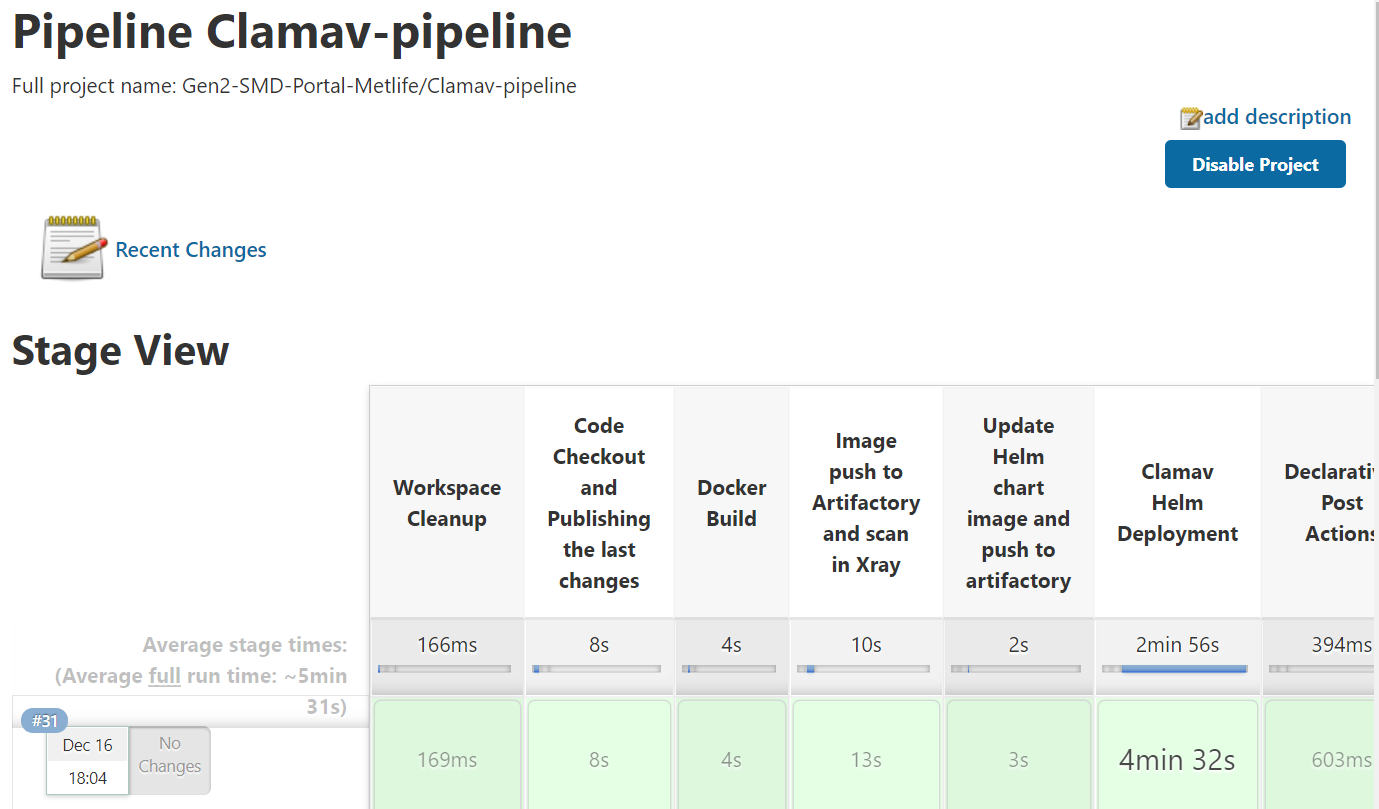 Pipeline Clamav-pipeline
Full project name: Gen2-SMD-Portal-Metlife/Clamav-pipeline
add description
Disable Project
Recent Changes
Stage View
Workspace
Cleanup
Code
Checkout
and
Publishing
the last
changes
Docker
Build
Image
push to
Artifactory
and scan
in Xray
Update
Helm
chart
image and
push to
artifactory
Clamav
Helm
Deployment
Declarati
Post
Actions
Average stage times:
(Average full run time: ~5min
31s)
166ms
8s
4s
10s
2s
2min 56s
394ms
#31
Dec 16
18:04
No
Changes
169ms
8s
4s
13s
3s
4min 32s
603ms